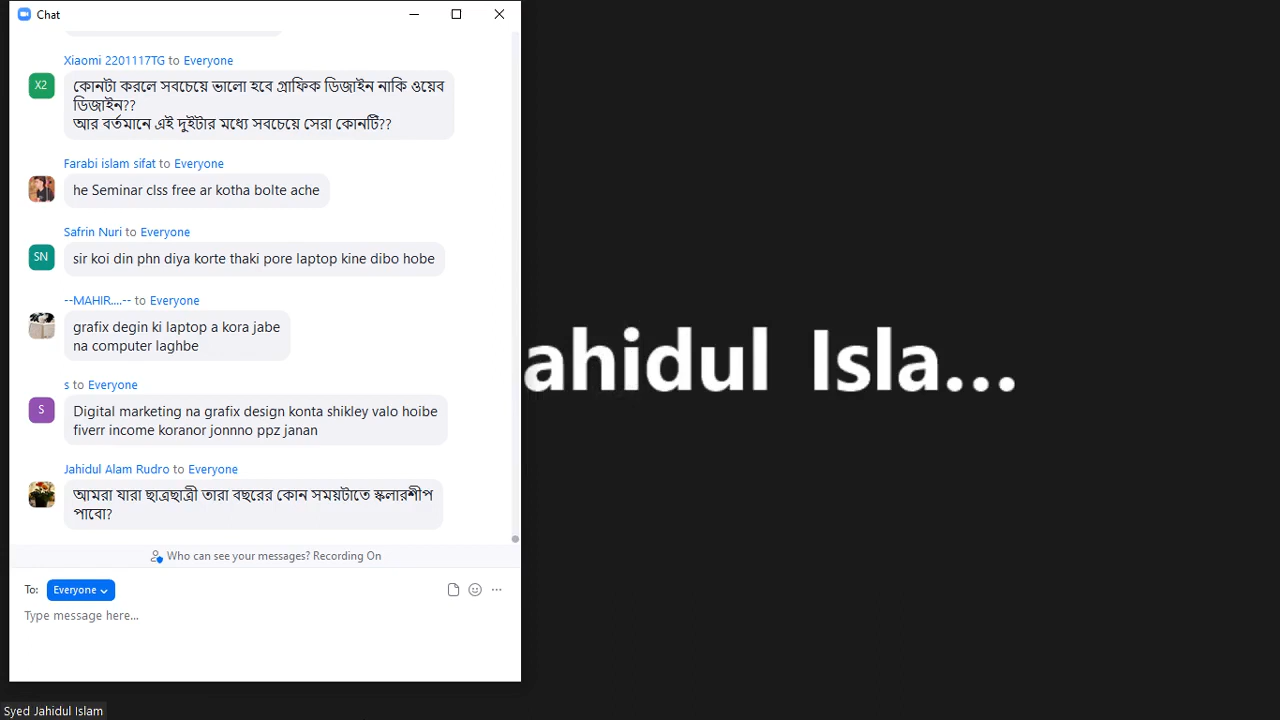 Chat
Xiaomi 2201117TG to Everyone
X2
কোনটা করলে সবচেয়ে ভালো হবে গ্রাফিক ডিজাইন নাকি ওয়েব
ডিজাইন??
আর বর্তমানে এই দুইটার মধ্যে সবচেয়ে সেরা কোনটি??
Farabi islam sifat to Everyone
he Seminar clss free ar kotha bolte ache
Safrin Nuri to Everyone
SN
sir koi din phn diya korte thaki pore laptop kine dibo hobe
--MAHIR....-- to Everyone
grafix degin ki laptop a kora jabe
na computer laghbe
s to Everyone
S
Digital marketing na grafix design konta shikley valo hoibe
fiverr income koranor jonnno ppz janan
Jahidul Alam Rudro to Everyone
আমরা যারা ছাত্রছাত্রী তারা বছরের কোন সময়টাতে স্কলারশীপ
পাবো?
Who can see your messages? Recording On
To: Everyone
Type message here...
ahidul Isla...
Syed Jahidul Islam